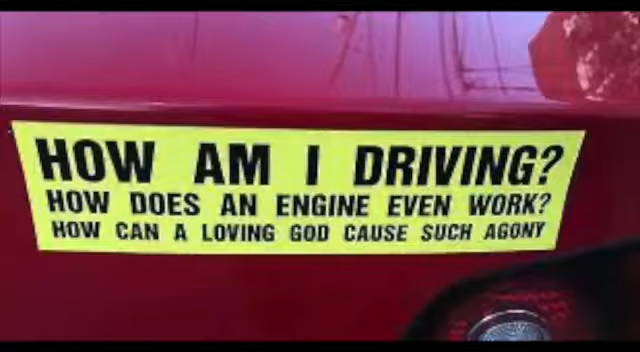 HOW AM I DRIVING?
HOW DOES AN ENGINE EVEN WORK?
HOW CAN A LOVING GOD CAUSE SUCH AGONY